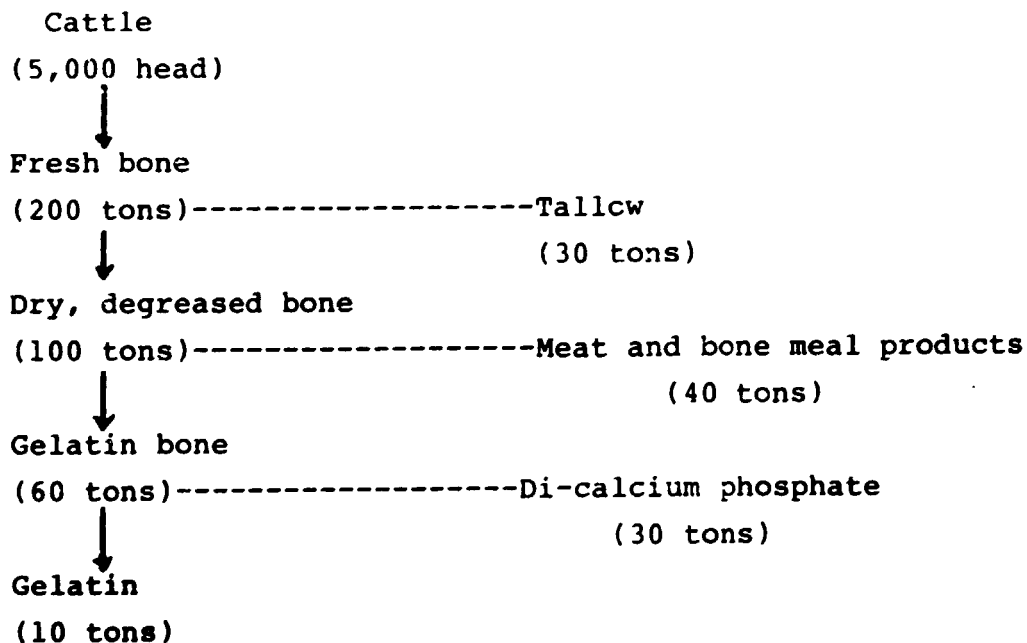 Cattle
(5,000 head)
Fresh bone
(200 tons)-------------------Tallcw
(30 tons)
Dry, degreased bone
(100 tons)-------------------Meat and bone meal products
(40 tons)
Gelatin bone
(60 tons)-------------------Di-calcium phosphate
(30 tons)
Gelatin
(10 tons)